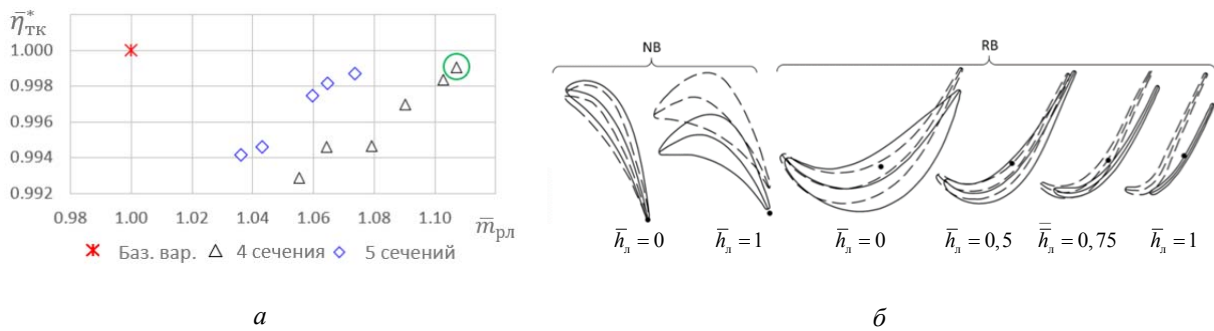 η̄*тк
1.000
0.998
0.996
0.994
0.992
0.98 1.00 1.02 1.04 1.06 1.08 1.10 m̄рл
Баз. вар. 4 сечения 5 сечений
а
NB RB
h̄л = 0 h̄л = 1 h̄л = 0 h̄л = 0,5 h̄̄л = 0,75 h̄л = 1
б